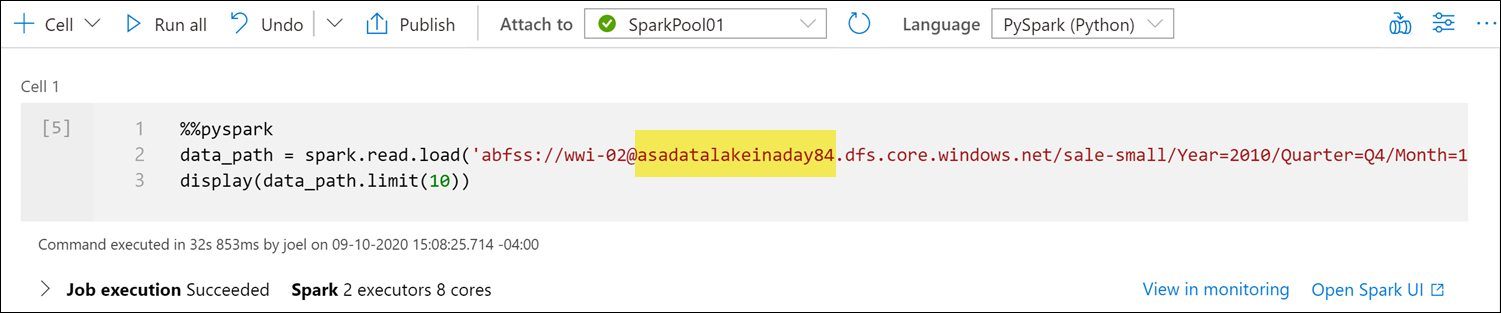 Cell Run all Undo Publish Attach to SparkPool01 Language PySpark (Python)
Cell 1
[5] 1 %%pyspark
2 data_path = spark.read.load('abfss://wwi-02@asadatalakeinaday84.dfs.core.windows.net/sale-small/Year=2010/Quarter=Q4/Month=1
3 display(data_path.limit(10))
Command executed in 32s 853ms by joel on 09-10-2020 15:08:25.714 -04:00
Job execution Succeeded Spark 2 executors 8 cores View in monitoring Open Spark UI